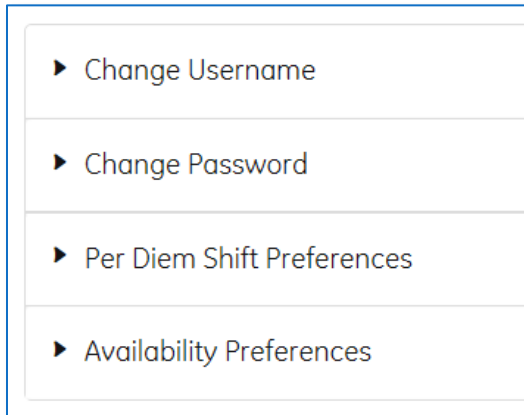 Change Username
Change Password
Per Diem Shift Preferences
Availability Preferences